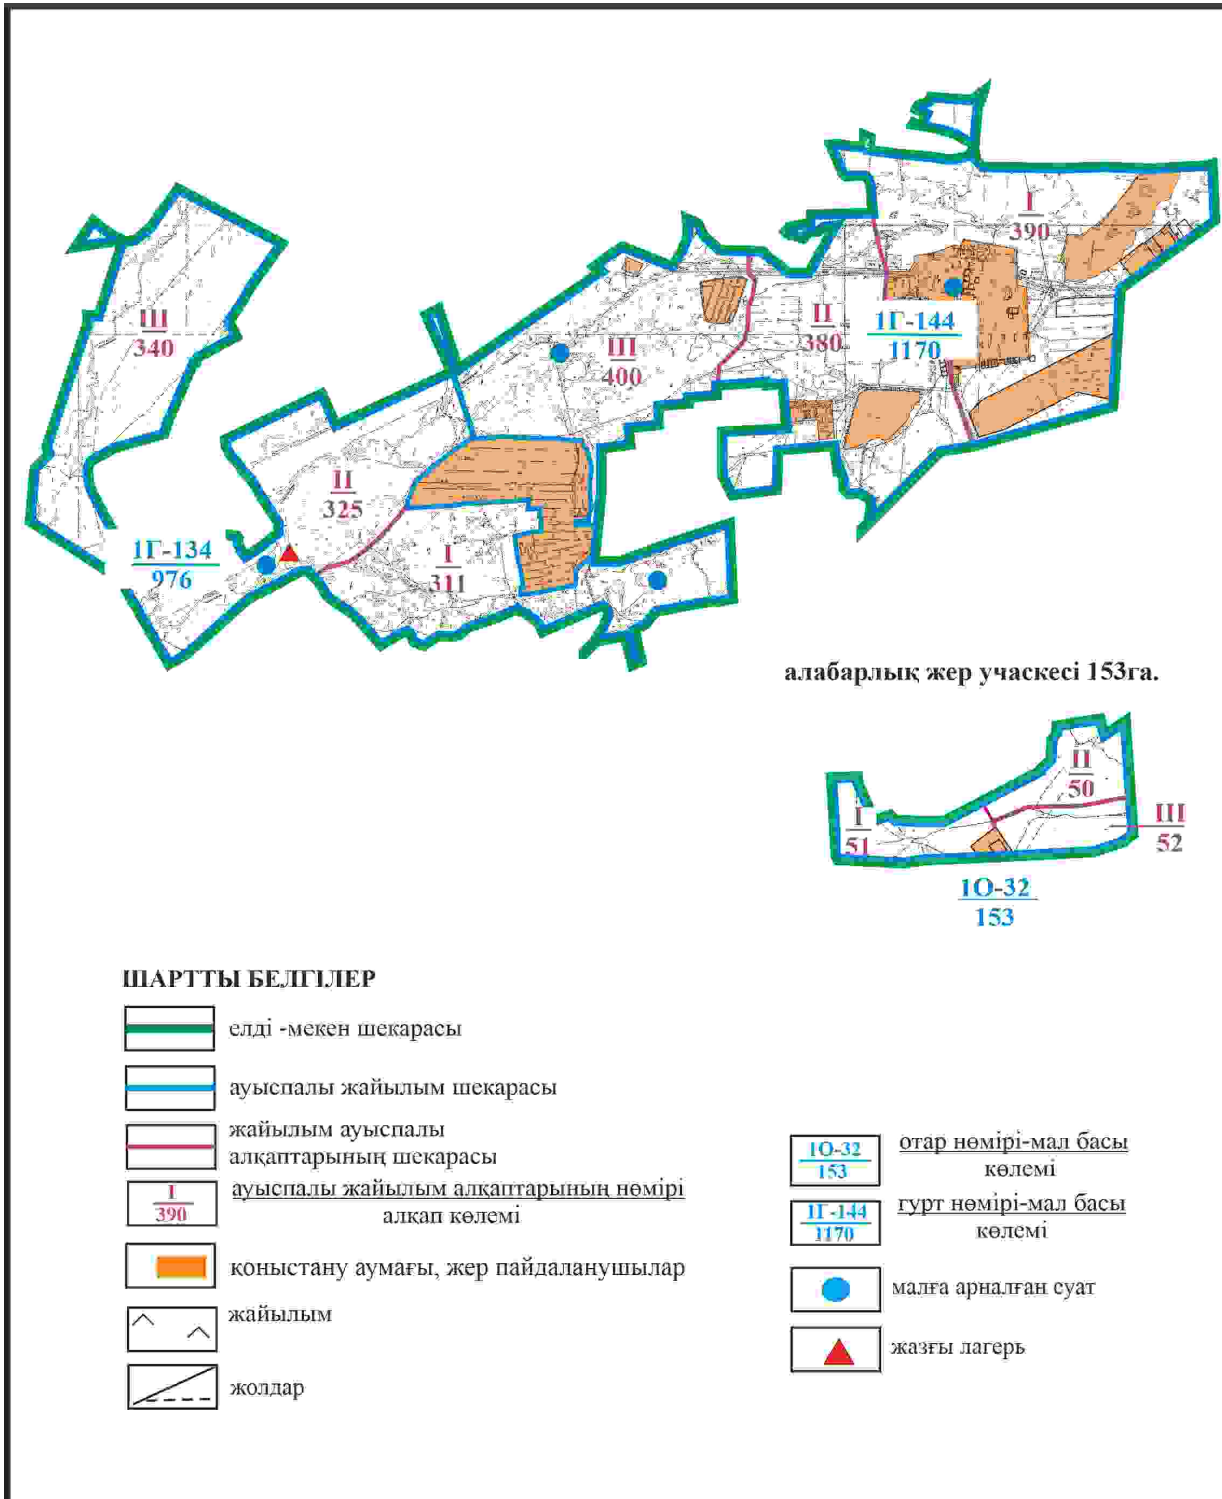 I
390
III
340
II
380
1Г-144
1170
III
400
II
325
1Г-134
976
I
311
алабарлық жер учаскесі 153га.
II
50
I
51
III
52
1О-32
153
ШАРТТЫ БЕЛГІЛЕР
елді -мекен шекарасы
ауыспалы жайылым шекарасы
жайылым ауыспалы
алқаптарының шекарасы
I
390
ауыспалы жайылым алқаптарының нөмірі
алқап көлемі
қоныстану аумағы, жер пайдаланушылар
жайылым
жолдар
1О-32
153
отар нөмірі-мал басы
көлемі
1Г-144
1170
гурт нөмірі-мал басы
көлемі
малға арналған суат
жазғы лагерь